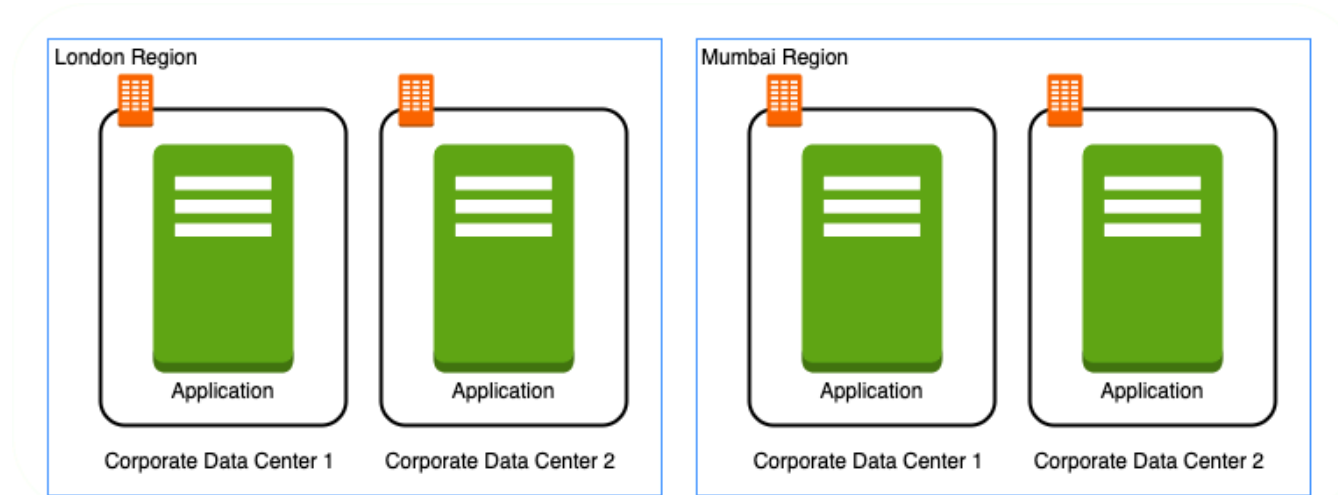 London Region
Mumbai Region
Application
Application
Application
Application
Corporate Data Center 1
Corporate Data Center 2
Corporate Data Center 1
Corporate Data Center 2